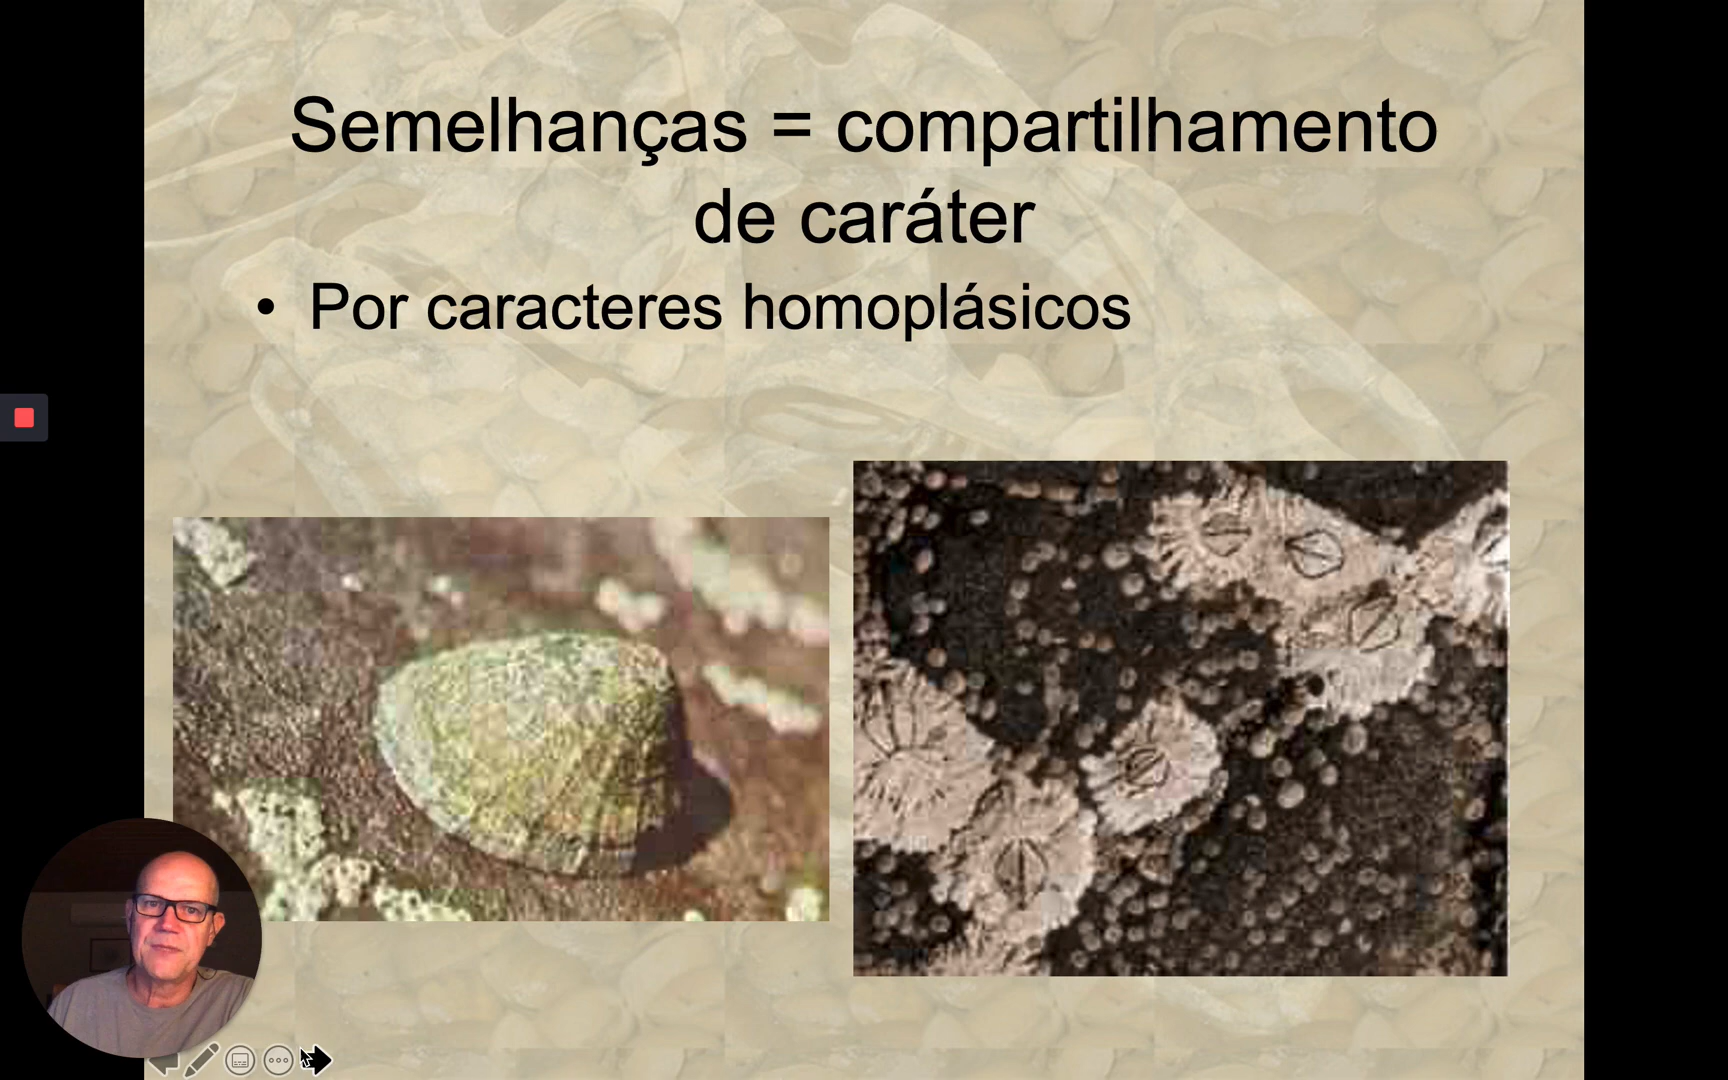 Semelhanças = compartilhamento
de caráter
• Por caracteres homoplásicos